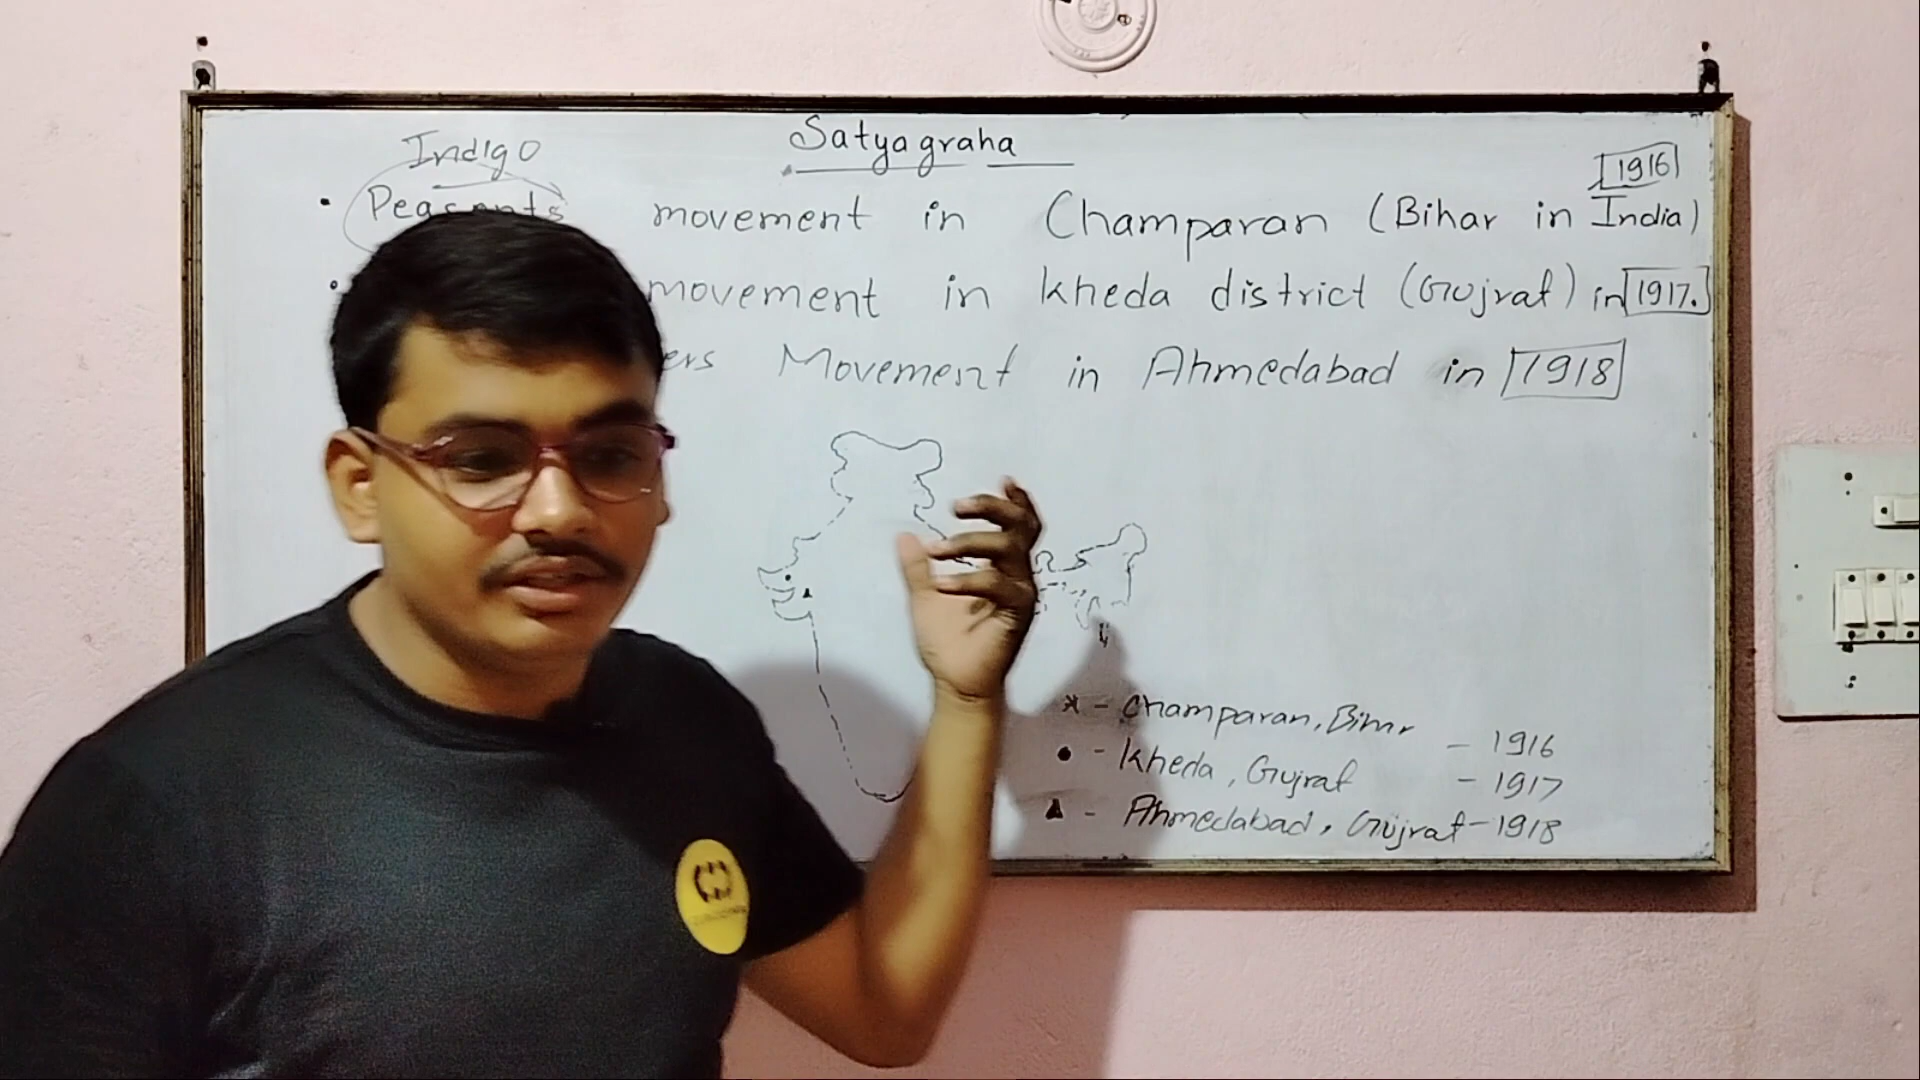 Satyagraha
Indigo
1916
• Peasants movement in Champaran (Bihar in India)
• movement in Kheda district (Gujrat) in 1917.
Movement in Ahmedabad in 1918
* - Champaran, Bihar - 1916
• - Kheda, Gujrat - 1917
▲ - Ahmedabad, Gujrat - 1918